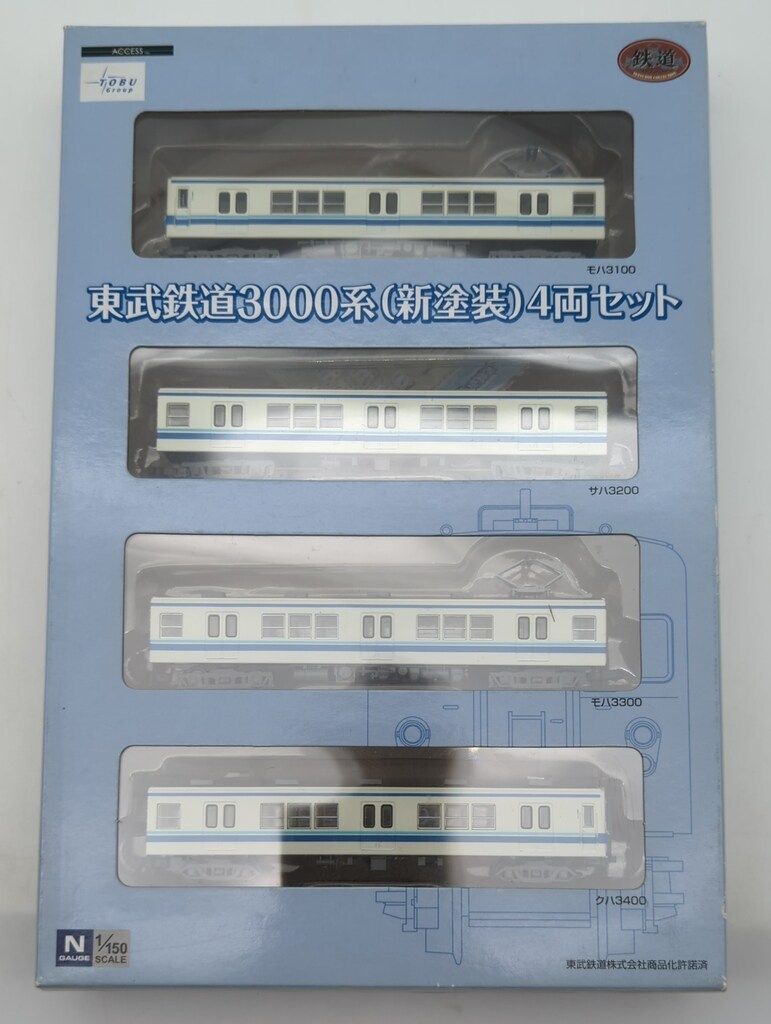 ACCESS
鉄道
TOBU
Group
モハ3100
東武鉄道3000系(新塗装)4両セット
サハ3200
モハ3300
クハ3400
N 1/150
GAUGE SCALE
東武鉄道株式会社商品化許諾済